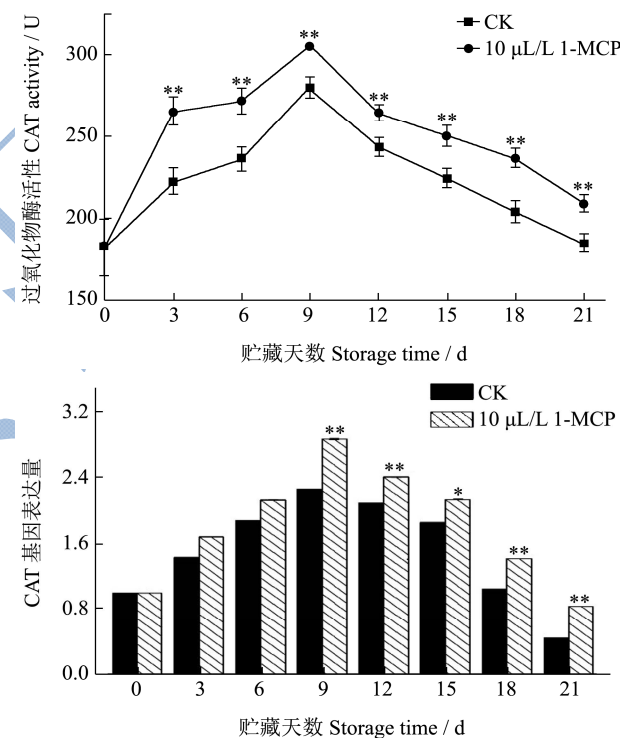 过氧化物酶活性 CAT activity / U
CK
10 μL/L 1-MCP
300
250
200
150
** ** ** ** ** ** **
0 3 6 9 12 15 18 21
贮藏天数 Storage time / d
CAT 基因表达量
CK
10 μL/L 1-MCP
3.2
2.4
1.6
0.8
0.0
** ** * ** **
0 3 6 9 12 15 18 21
贮藏天数 Storage time / d